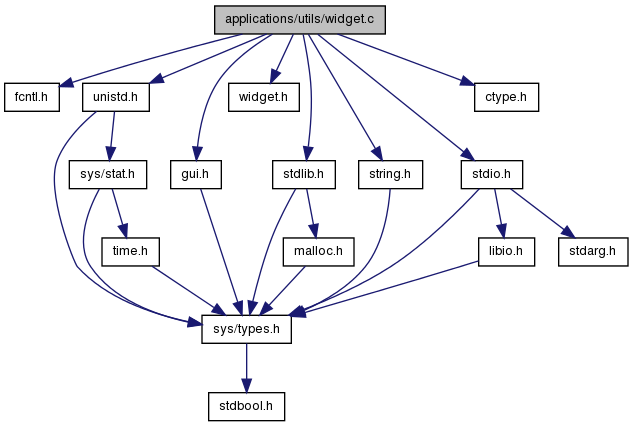 applications/utils/widget.c
fcntl.h
unistd.h
widget.h
ctype.h
sys/stat.h
gui.h
stdlib.h
string.h
stdio.h
time.h
malloc.h
libio.h
stdarg.h
sys/types.h
stdbool.h